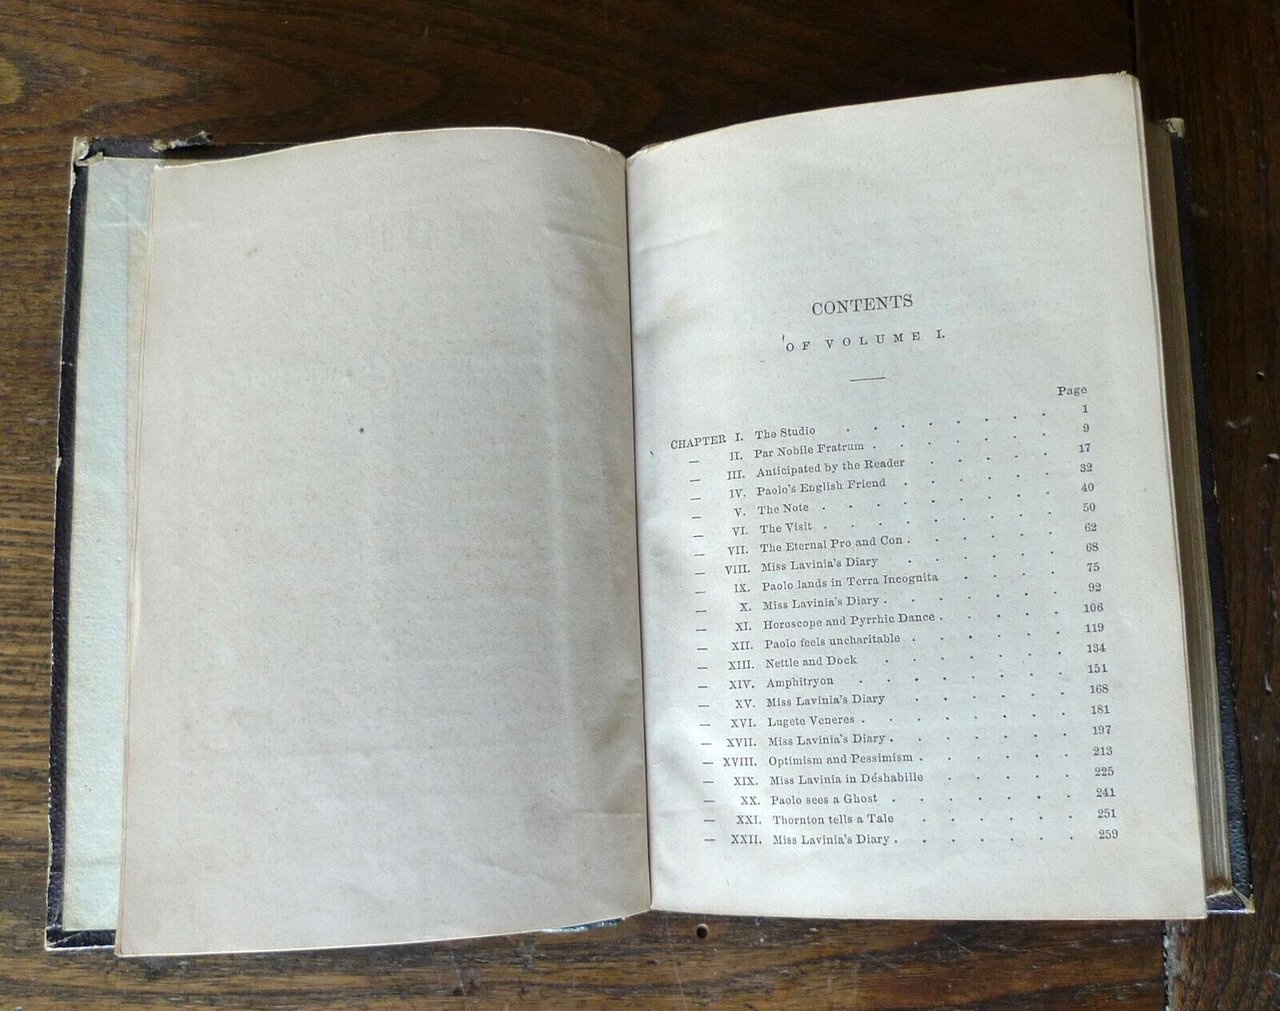 CONTENTS
OF VOLUME I.
Page
CHAPTER I. The Studio . . . . . . . . 1
— II. Par Nobile Fratrum . . . . . . . 9
— III. Anticipated by the Reader . . . . . 17
— IV. Paolo's English Friend . . . . . . 32
— V. The Note . . . . . . . . . 40
— VI. The Visit . . . . . . . . . 50
— VII. The Eternal Pro and Con . . . . . . 62
— VIII. Miss Lavinia's Diary . . . . . . 68
— IX. Paolo lands in Terra Incognita . . . . 75
— X. Miss Lavinia's Diary . . . . . . . 92
— XI. Horoscope and Pyrrhic Dance . . . . . 106
— XII. Paolo feels uncharitable . . . . . . 119
— XIII. Nettle and Dock . . . . . . . 134
— XIV. Amphitryon . . . . . . . . 151
— XV. Miss Lavinia's Diary . . . . . . 168
— XVI. Lugete Veneres . . . . . . . . 181
— XVII. Miss Lavinia's Diary . . . . . . . 197
— XVIII. Optimism and Pessimism . . . . . . 213
— XIX. Miss Lavinia in Déshabille . . . . . 225
— XX. Paolo sees a Ghost . . . . . . . 241
— XXI. Thornton tells a Tale . . . . . . 251
— XXII. Miss Lavinia's Diary . . . . . . . 259